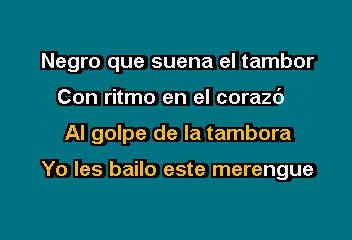 Negro que suena el tambor
Con ritmo en el corazó
Al golpe de la tambora
Yo les bailo este merengue